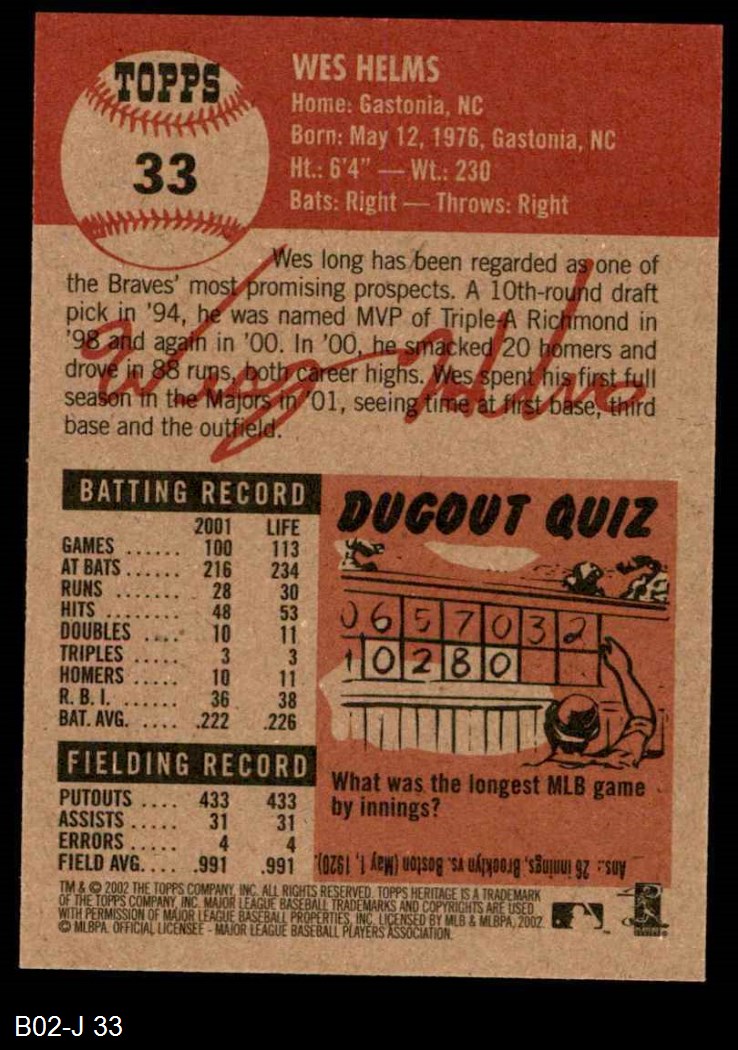 TOPPS
33
WES HELMS
Home: Gastonia, NC
Born: May 12, 1976, Gastonia, NC
Ht.: 6'4" — Wt.: 230
Bats: Right — Throws: Right
Wes long has been regarded as one of
the Braves' most promising prospects. A 10th-round draft
pick in '94, he was named MVP of Triple-A Richmond in
'98 and again in '00. In '00, he smacked 20 homers and
drove in 88 runs, both career highs. Wes spent his first full
season in the Majors in '01, seeing time at first base, third
base and the outfield.
Wes Helms
BATTING RECORD
2001 LIFE
GAMES ...... 100 113
AT BATS ...... 216 234
RUNS ....... 28 30
HITS ........ 48 53
DOUBLES .... 10 11
TRIPLES ..... 3 3
HOMERS ..... 10 11
R. B. I. ...... 36 38
BAT. AVG. .... .222 .226
FIELDING RECORD
PUTOUTS .... 433 433
ASSISTS ..... 31 31
ERRORS ..... 4 4
FIELD AVG. ... .991 .991
DUGOUT QUIZ
0 6 5 7 0 3 2
1 0 2 8 0
What was the longest MLB game
by innings?
Ans.: 26 innings, Brooklyn vs. Boston (May 1, 1920)
TM & © 2002 THE TOPPS COMPANY, INC. ALL RIGHTS RESERVED. TOPPS HERITAGE IS A TRADEMARK
OF THE TOPPS COMPANY, INC. MAJOR LEAGUE BASEBALL TRADEMARKS AND COPYRIGHTS ARE USED
WITH PERMISSION OF MAJOR LEAGUE BASEBALL PROPERTIES, INC. LICENSED BY MLB & MLBPA, 2002.
© MLBPA. OFFICIAL LICENSEE - MAJOR LEAGUE BASEBALL PLAYERS ASSOCIATION.
B02-J 33